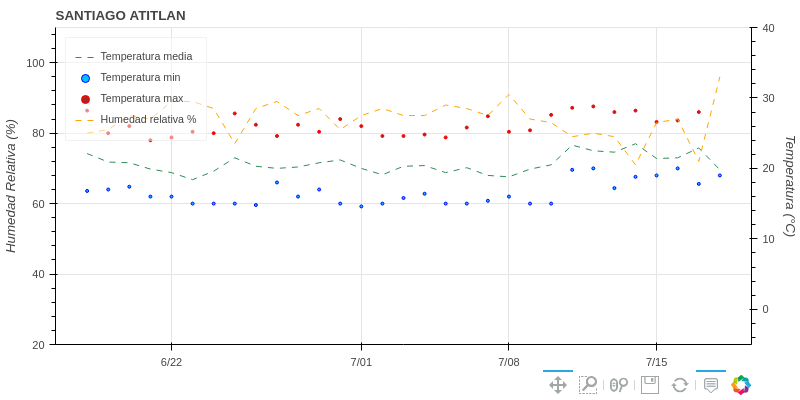 SANTIAGO ATITLAN
Temperatura media
Temperatura min
Temperatura max
Humedad relativa %
Humedad Relativa (%)
100
80
60
40
20
Temperatura (°C)
40
30
20
10
0
6/22
7/01
7/08
7/15